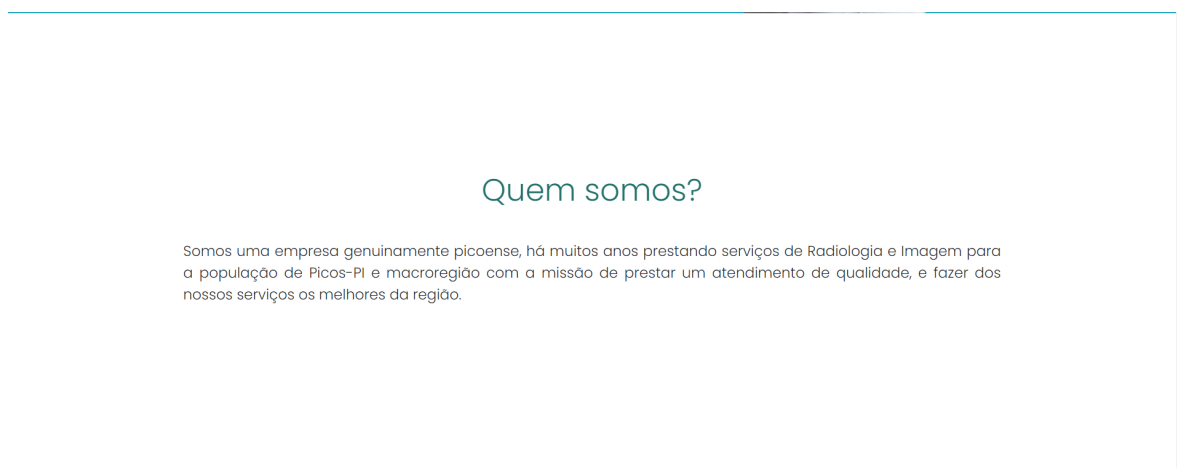 Quem somos?
Somos uma empresa genuinamente picoense, há muitos anos prestando serviços de Radiologia e Imagem para
a população de Picos-PI e macroregião com a missão de prestar um atendimento de qualidade, e fazer dos
nossos serviços os melhores da região.